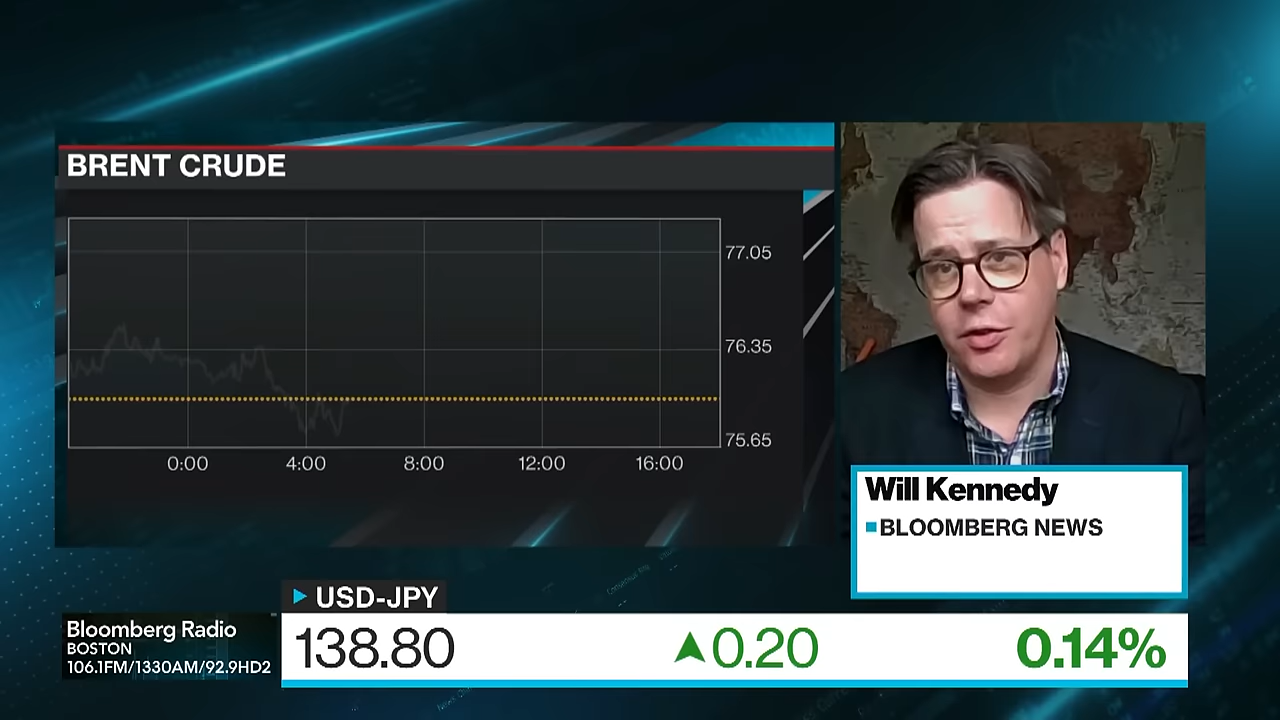 BRENT CRUDE
77.05
76.35
75.65
0:00 4:00 8:00 12:00 16:00
Will Kennedy
BLOOMBERG NEWS
USD-JPY
Bloomberg Radio
BOSTON
106.1FM/1330AM/92.9HD2
138.80 0.20 0.14%